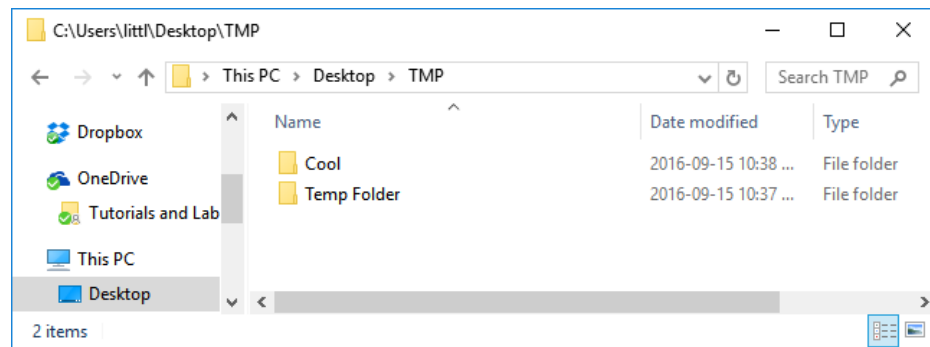 C:\Users\littl\Desktop\TMP
This PC > Desktop > TMP
Search TMP
Dropbox
OneDrive
Tutorials and Lab
This PC
Desktop
Name Date modified Type
Cool 2016-09-15 10:38 ... File folder
Temp Folder 2016-09-15 10:37 ... File folder
2 items